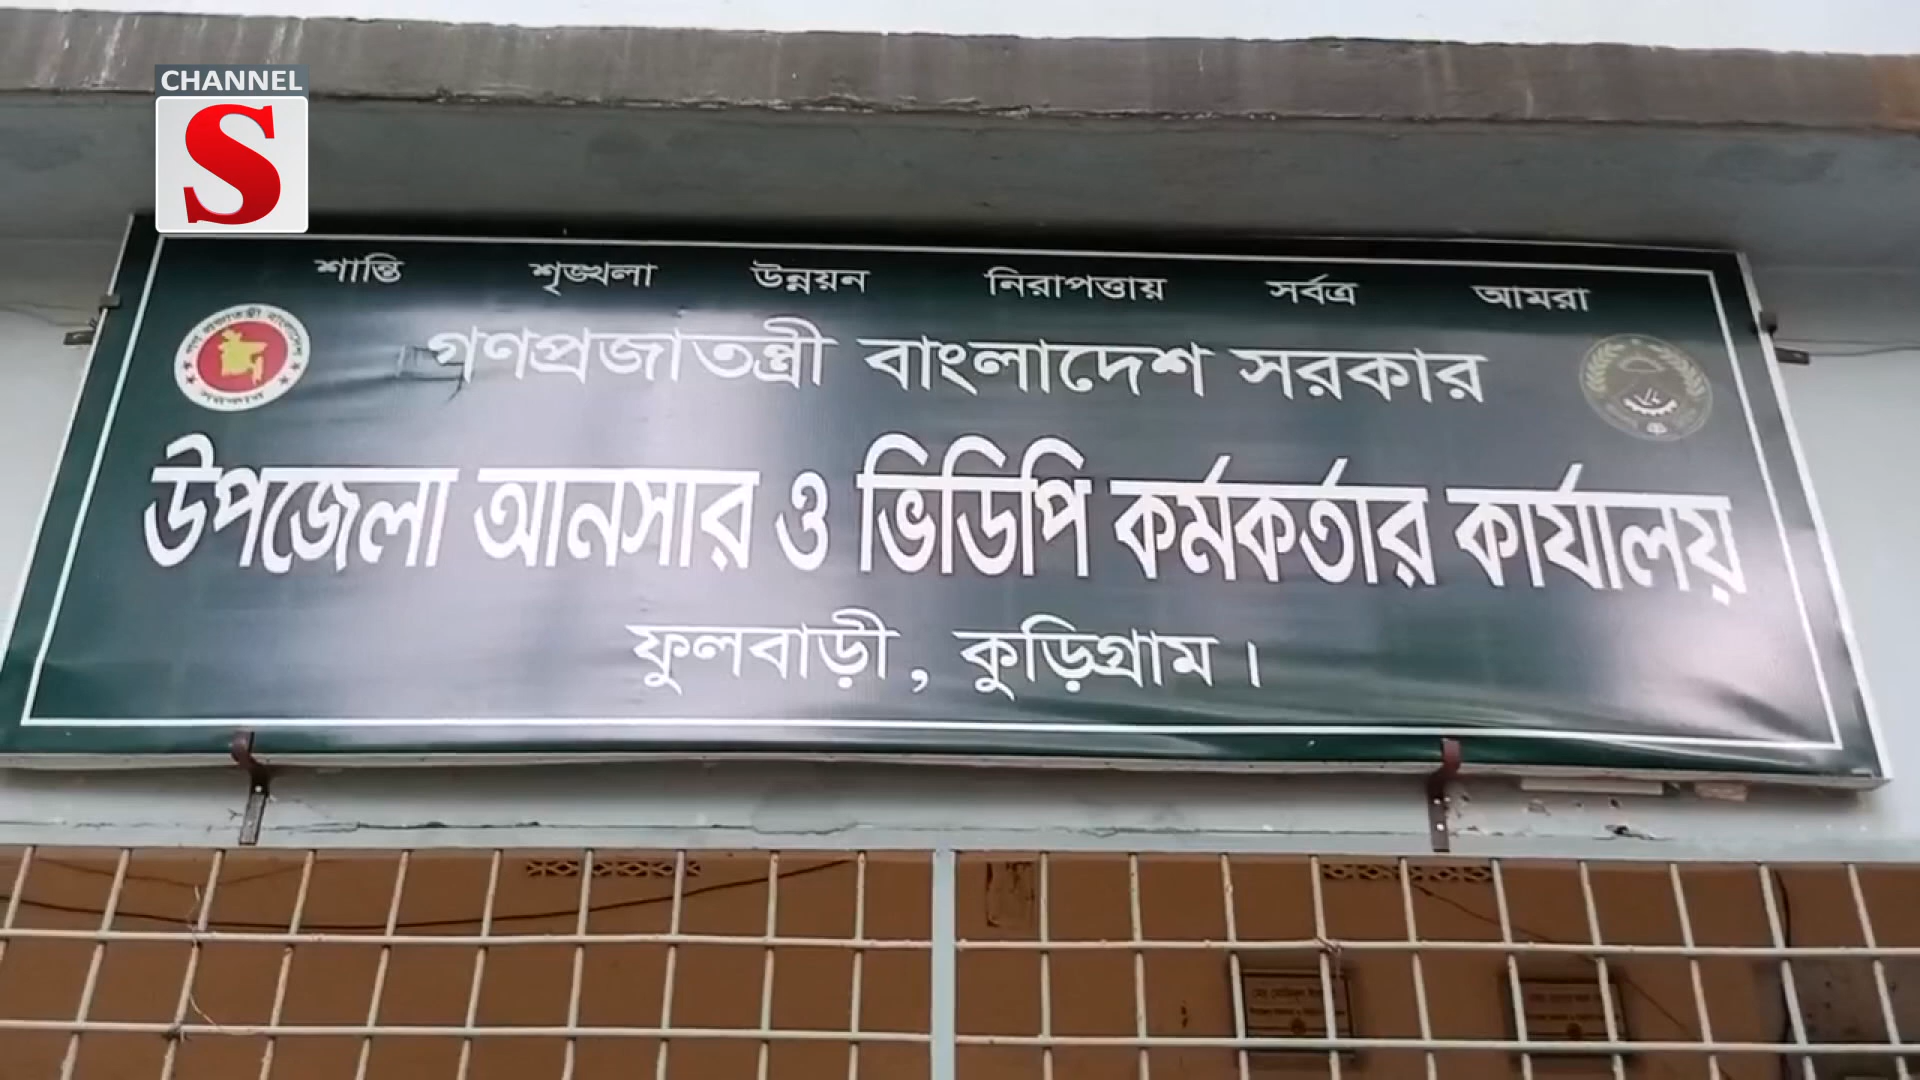 CHANNEL
S
শান্তি শৃঙ্খলা উন্নয়ন নিরাপত্তায় সর্বত্র আমরা
গণপ্রজাতন্ত্রী বাংলাদেশ সরকার
উপজেলা আনসার ও ভিডিপি কর্মকর্তার কার্যালয়
ফুলবাড়ী, কুড়িগ্রাম।